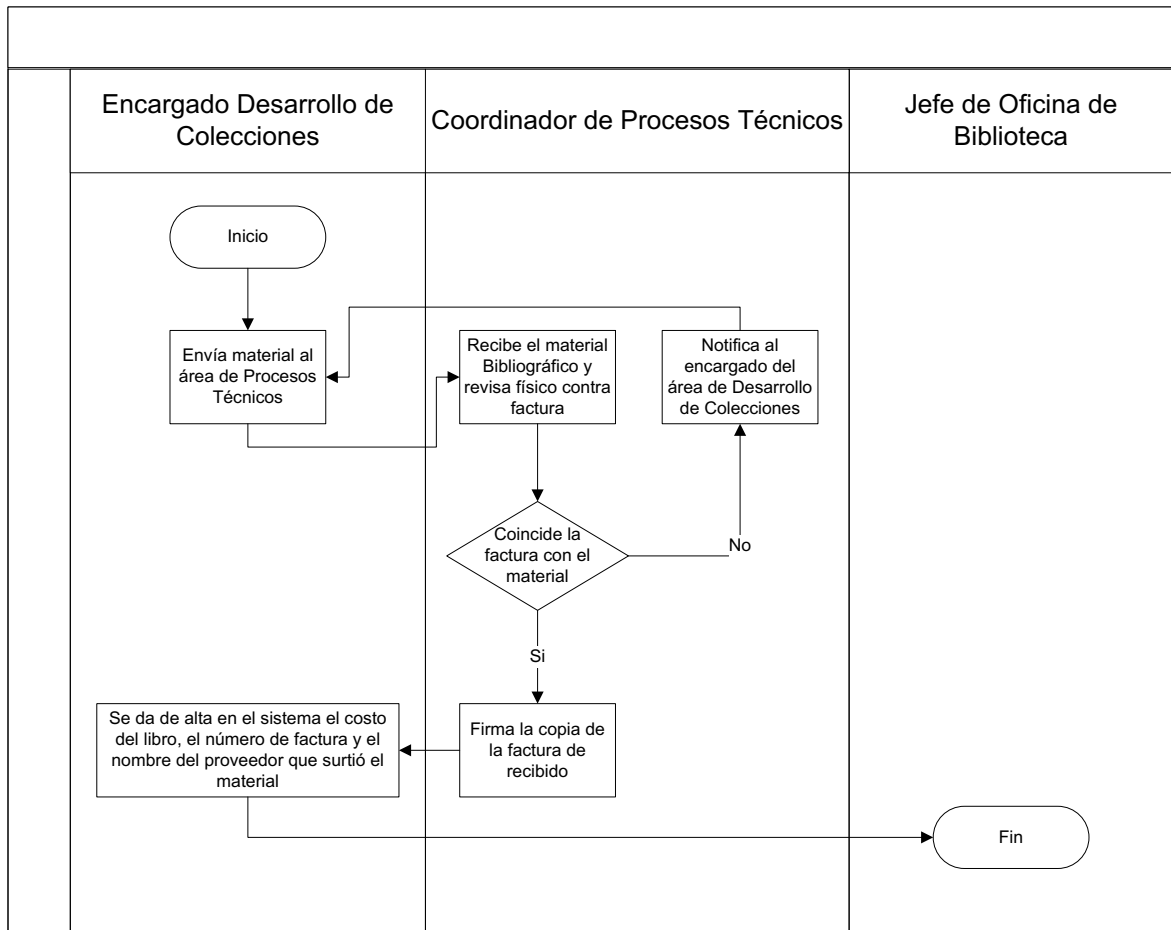 Encargado Desarrollo de
Colecciones
Coordinador de Procesos Técnicos
Jefe de Oficina de
Biblioteca
Inicio
Envía material al
área de Procesos
Técnicos
Recibe el material
Bibliográfico y
revisa físico contra
factura
Notifica al
encargado del
área de Desarrollo
de Colecciones
Coincide la
factura con el
material
No
Si
Se da de alta en el sistema el costo
del libro, el número de factura y el
nombre del proveedor que surtió el
material
Firma la copia de
la factura de
recibido
Fin